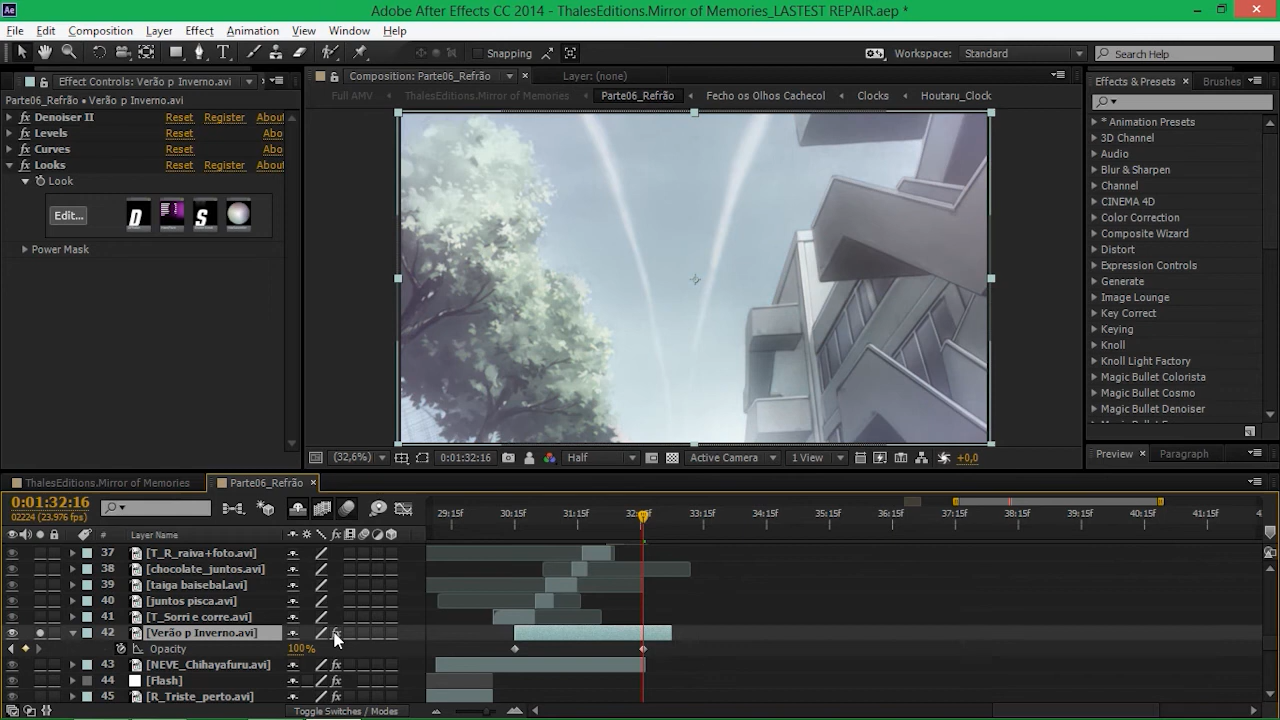 Ae Adobe After Effects CC 2014 - ThalesEditions.Mirror of Memories_LASTEST REPAIR.aep *
File Edit Composition Layer Effect Animation View Window Help
Snapping Workspace: Standard Search Help
Effect Controls: Verão p Inverno.avi Composition: Parte06_Refrão Layer: (none) Effects & Presets Brushes
Parte06_Refrão • Verão p Inverno.avi Full AMV ThalesEditions.Mirror of Memories Parte06_Refrão Fecho os Olhos Cachecol Clocks Houtaru_Clock
fx Denoiser II Reset Register About
fx Levels Reset Abo
fx Curves Reset Abo
fx Looks Reset Register About
Look
Edit... D S
Power Mask
* Animation Presets
3D Channel
Audio
Blur & Sharpen
Channel
CINEMA 4D
Color Correction
Composite Wizard
Distort
Expression Controls
Generate
Image Lounge
Key Correct
Keying
Knoll
Knoll Light Factory
Magic Bullet Colorista
Magic Bullet Cosmo
Magic Bullet Denoiser
(32,6%) 0:01:32:16 Half Active Camera 1 View +0,0
Preview Paragraph
ThalesEditions.Mirror of Memories Parte06_Refrão
0:01:32:16
02224 (23.976 fps)
29:15f 30:15f 31:15f 33:15f 34:15f 35:15f 36:15f 37:15f 38:15f 39:15f 40:15f 41:15f
Layer Name fx
37 [T_R_raiva+foto.avi]
38 [chocolate_juntos.avi]
39 [taiga baisebal.avi]
40 [juntos pisca.avi]
41 [T_Sorri e corre.avi]
42 [Verão p Inverno.avi] fx
Opacity 100%
43 [NEVE_Chihayafuru.avi] fx
44 [Flash] fx
45 [R_Triste_perto.avi] fx
Toggle Switches / Modes